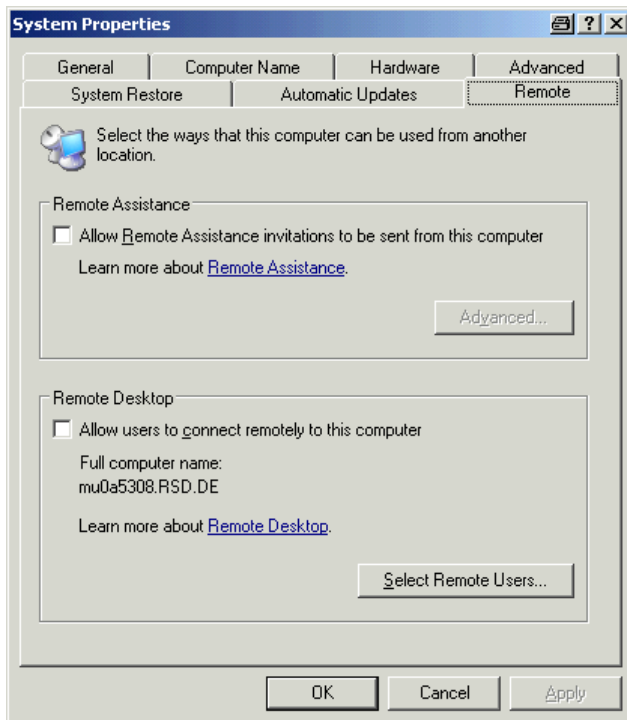 System Properties
General
Computer Name
Hardware
Advanced
System Restore
Automatic Updates
Remote
Select the ways that this computer can be used from another
location.
Remote Assistance
Allow Remote Assistance invitations to be sent from this computer
Learn more about Remote Assistance.
Advanced...
Remote Desktop
Allow users to connect remotely to this computer
Full computer name:
mu0a5308.RSD.DE
Learn more about Remote Desktop.
Select Remote Users...
OK
Cancel
Apply